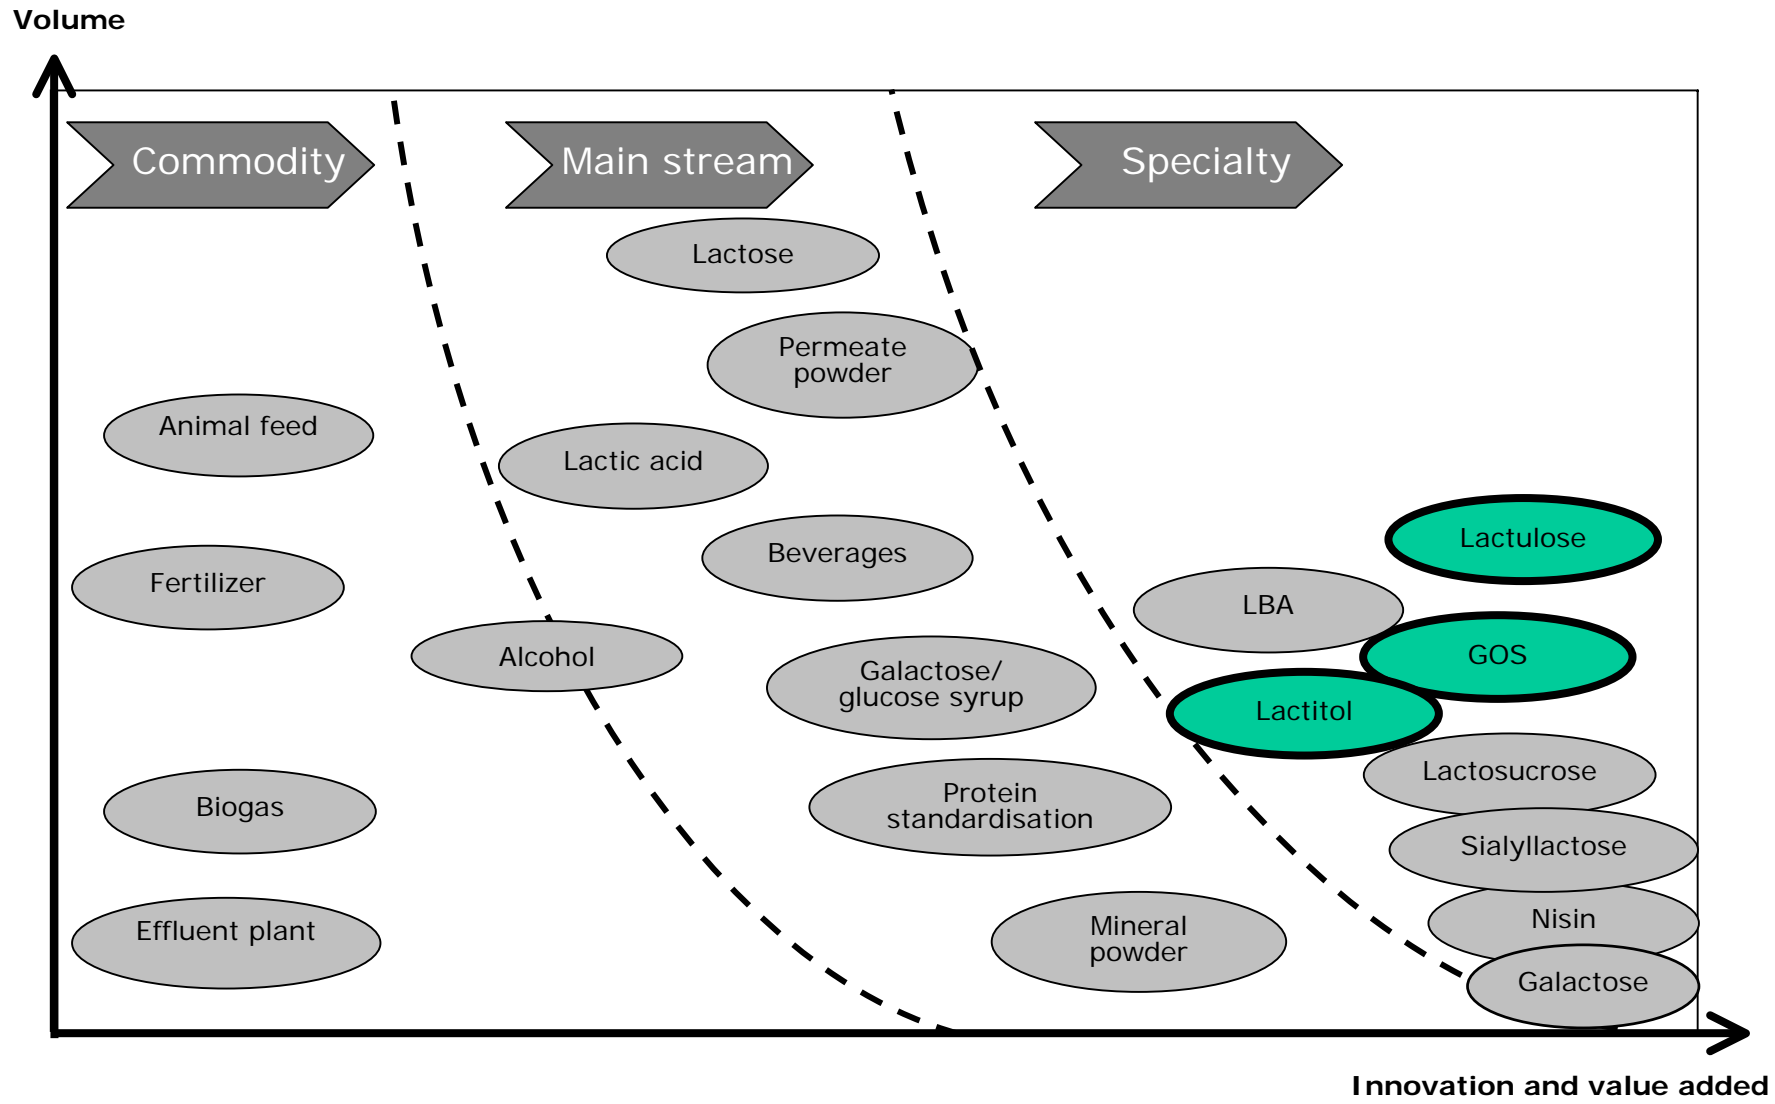 Volume
Commodity
Main stream
Specialty
Lactose
Permeate
powder
Animal feed
Lactic acid
Lactulose
Beverages
Fertilizer
LBA
GOS
Alcohol
Galactose/
glucose syrup
Lactitol
Lactosucrose
Biogas
Protein
standardisation
Sialyllactose
Effluent plant
Mineral
powder
Nisin
Galactose
Innovation and value added